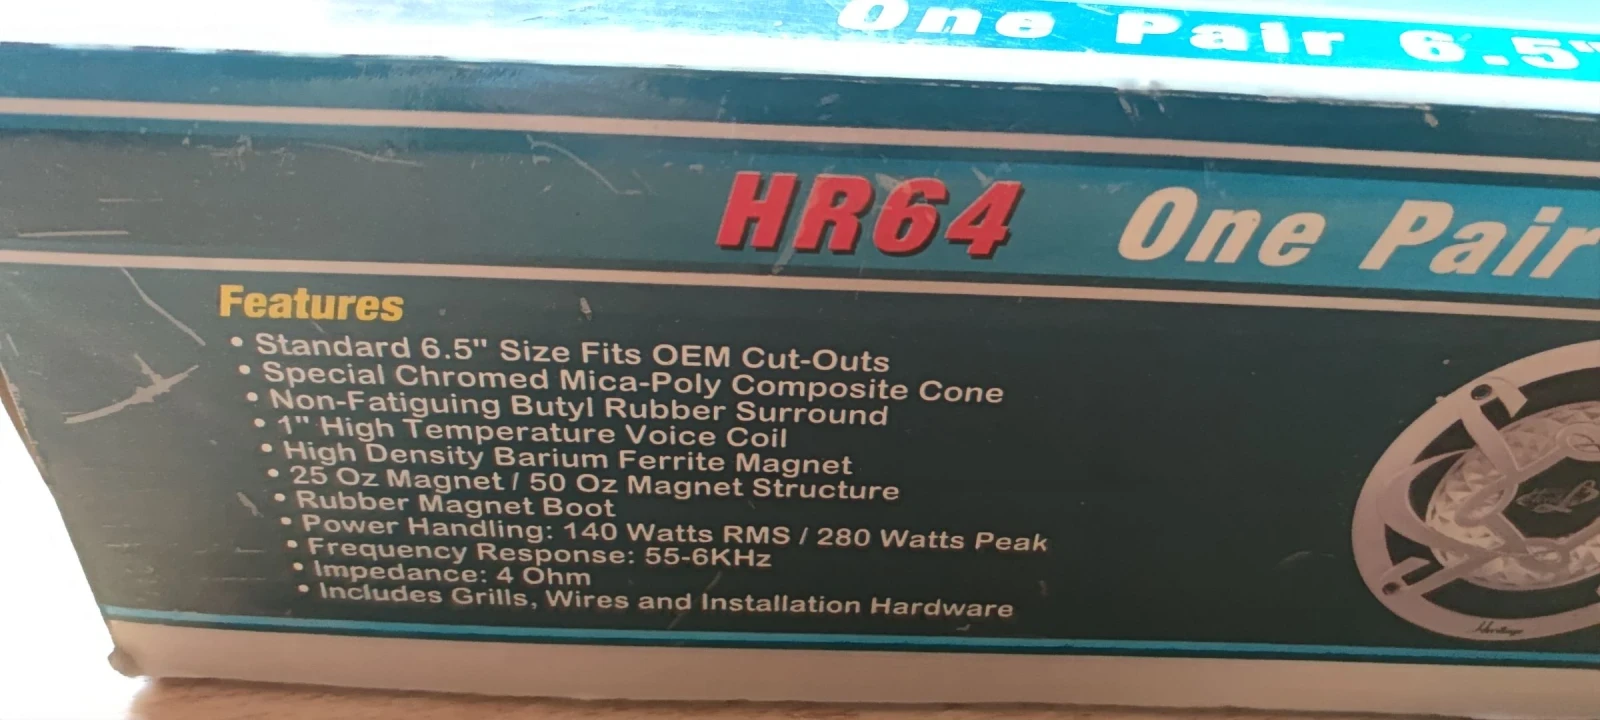 One Pair 6.5"
HR64 One Pair
Features
• Standard 6.5" Size Fits OEM Cut-Outs
• Special Chromed Mica-Poly Composite Cone
• Non-Fatiguing Butyl Rubber Surround
• 1" High Temperature Voice Coil
• High Density Barium Ferrite Magnet
• 25 Oz Magnet / 50 Oz Magnet Structure
• Rubber Magnet Boot
• Power Handling: 140 Watts RMS / 280 Watts Peak
• Frequency Response: 55-6KHz
• Impedance: 4 Ohm
• Includes Grills, Wires and Installation Hardware